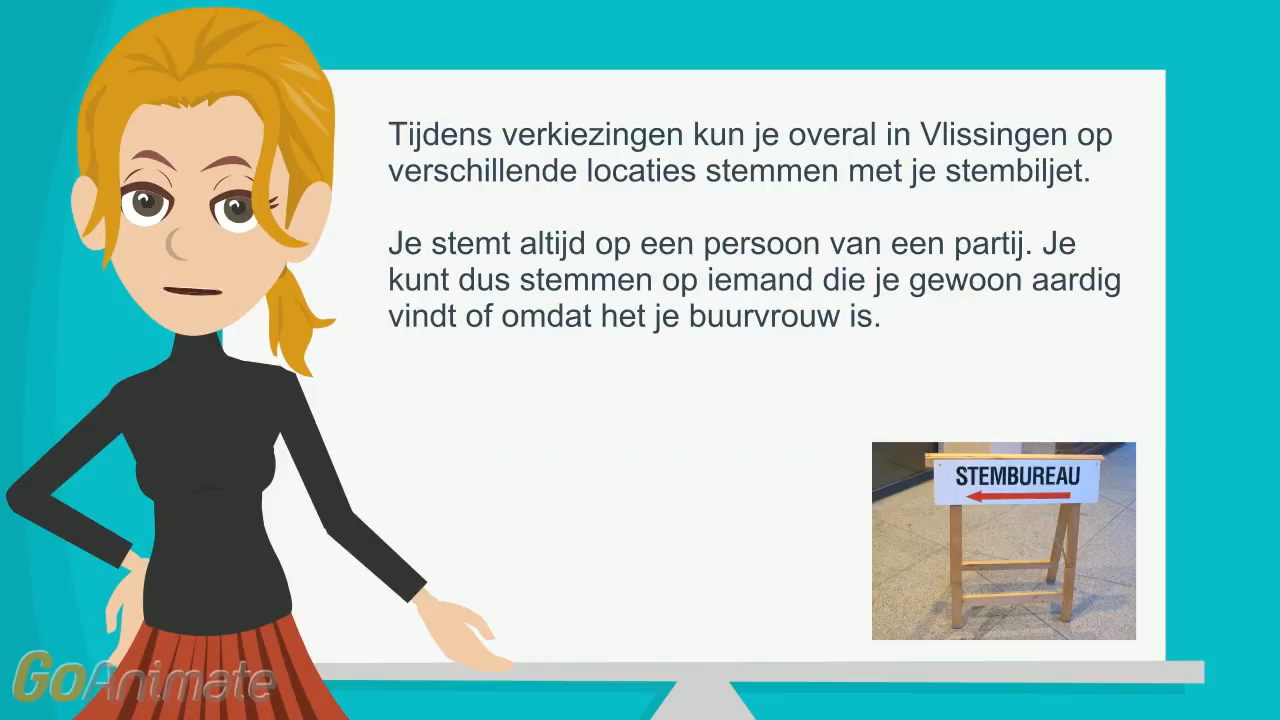 Tijdens verkiezingen kun je overal in Vlissingen op
verschillende locaties stemmen met je stembiljet.
Je stemt altijd op een persoon van een partij. Je
kunt dus stemmen op iemand die je gewoon aardig
vindt of omdat het je buurvrouw is.
STEMBUREAU
GoAnimate